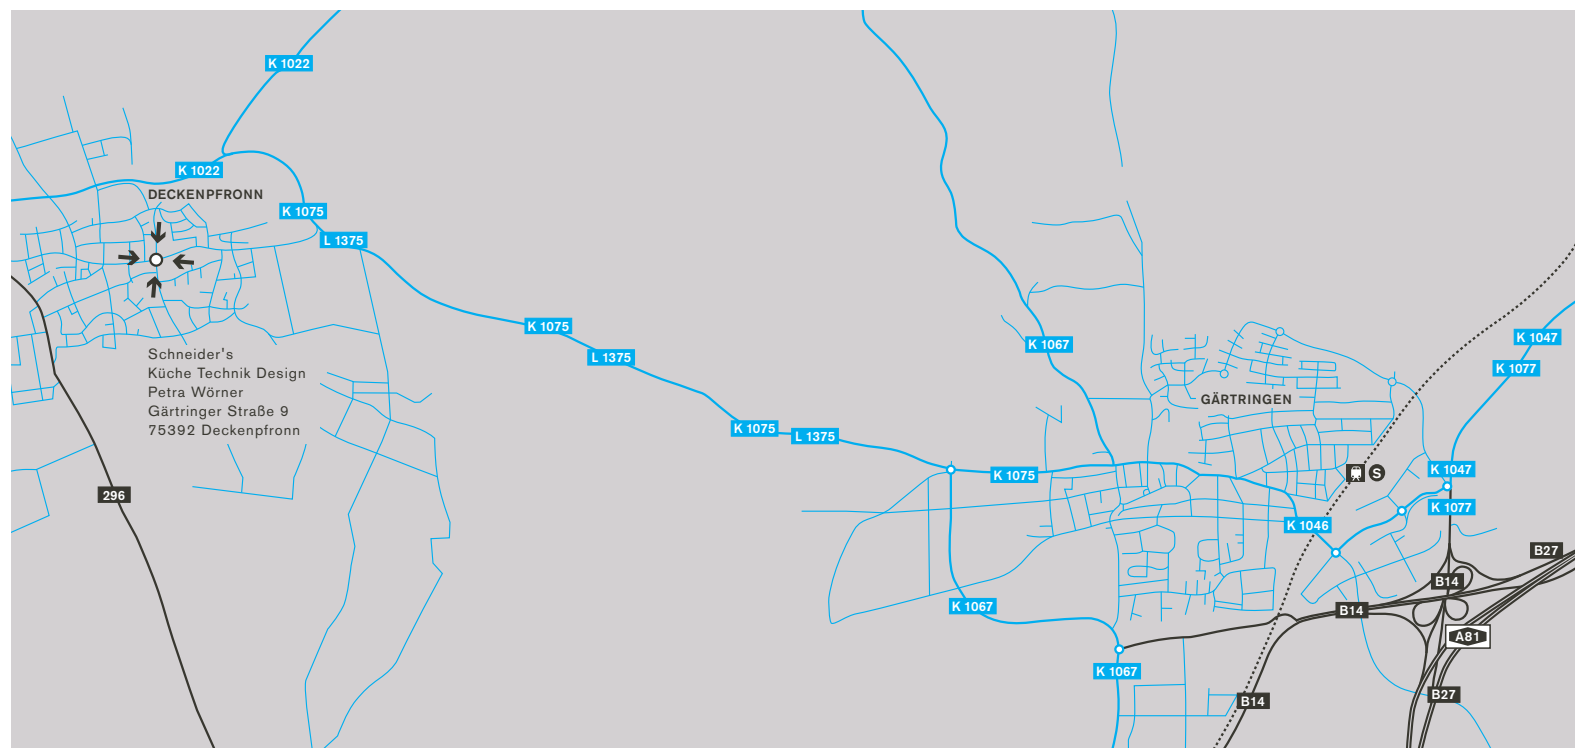 K 1022
K 1022
DECKENPFRONN
K 1075
L 1375
K 1075
L 1375
K 1067
K 1047
K 1077
Schneider's
Küche Technik Design
Petra Wörner
Gärtringer Straße 9
75392 Deckenpfronn
GÄRTRINGEN
K 1075
L 1375
K 1075
K 1047
S
296
K 1077
K 1046
B27
B14
K 1067
B14
A81
K 1067
B14
B27